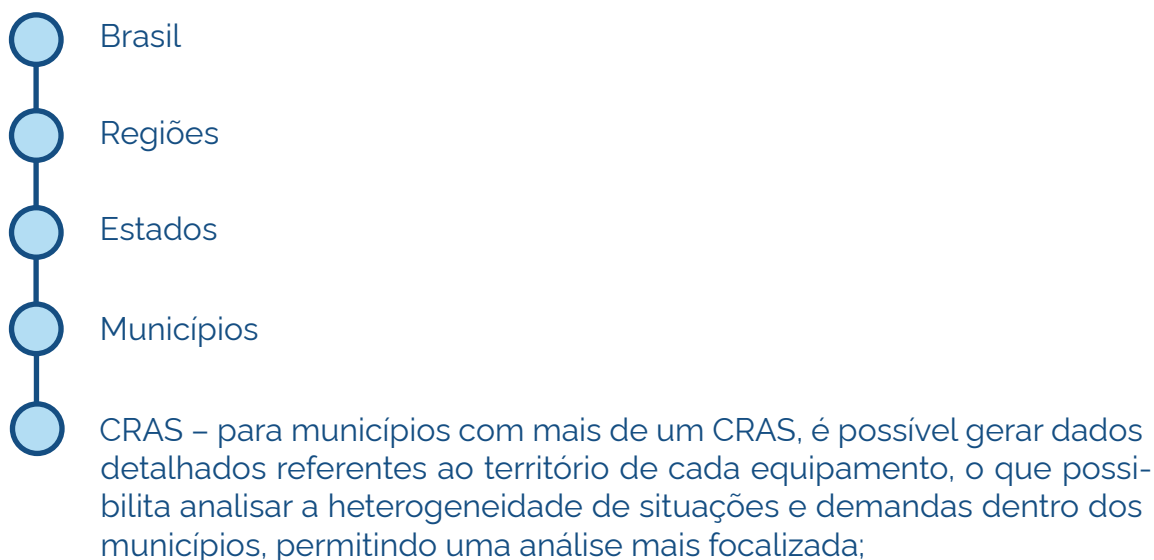 Brasil
Regiões
Estados
Municípios
CRAS – para municípios com mais de um CRAS, é possível gerar dados
detalhados referentes ao território de cada equipamento, o que possi-
bilita analisar a heterogeneidade de situações e demandas dentro dos
municípios, permitindo uma análise mais focalizada;